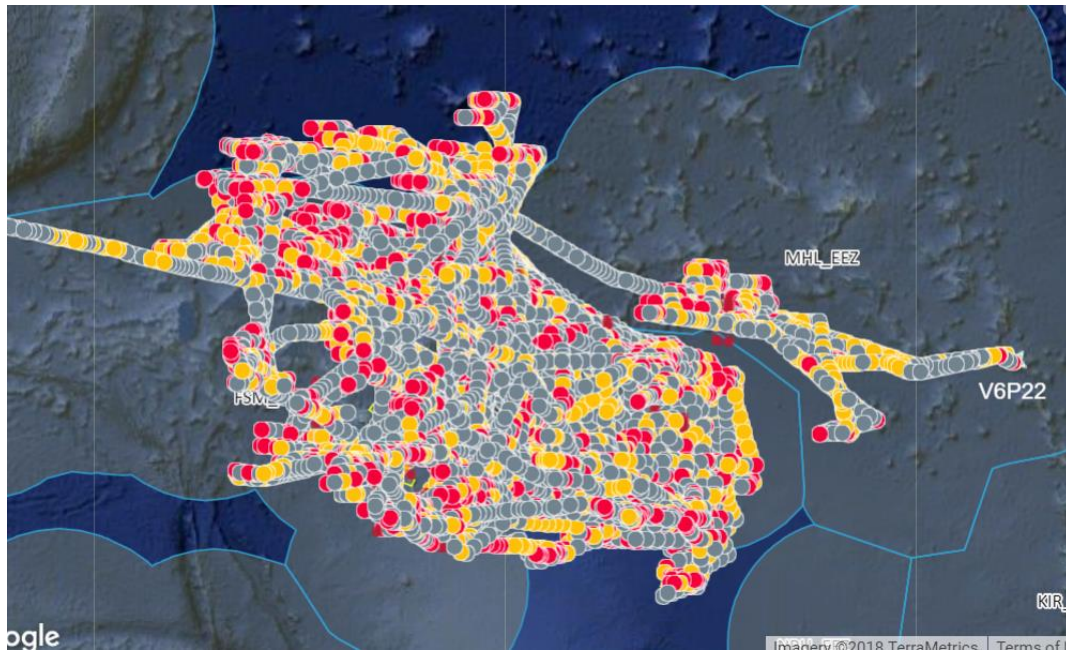 MHL_EEZ
V6P22
FSM_
KIR_
ogle
Imagery ©2018 TerraMetrics
Terms of